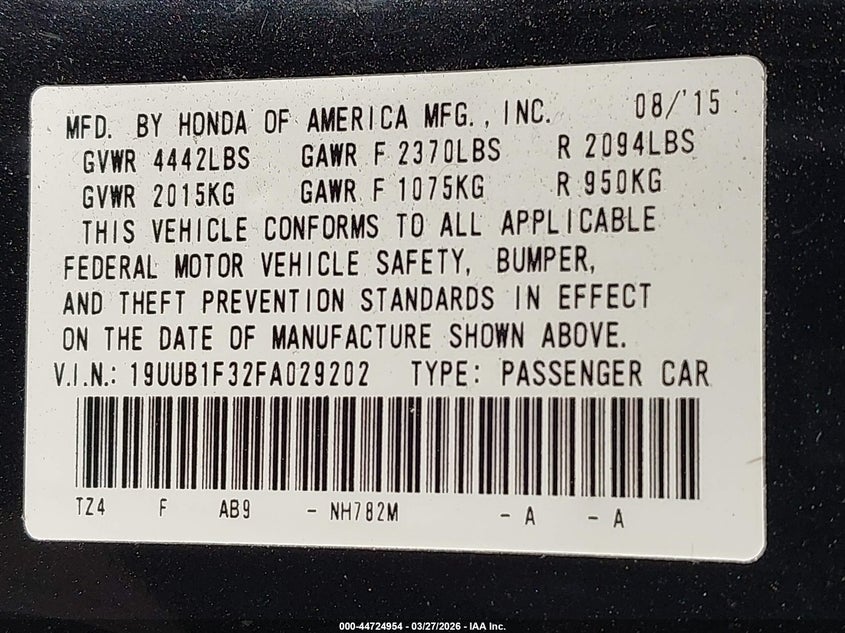 MFD. BY HONDA OF AMERICA MFG., INC. 08/'15
GVWR 4442LBS GAWR F 2370LBS R 2094LBS
GVWR 2015KG GAWR F 1075KG R 950KG
THIS VEHICLE CONFORMS TO ALL APPLICABLE
FEDERAL MOTOR VEHICLE SAFETY, BUMPER,
AND THEFT PREVENTION STANDARDS IN EFFECT
ON THE DATE OF MANUFACTURE SHOWN ABOVE.
V.I.N.: 19UUB1F32FA029202 TYPE: PASSENGER CAR
TZ4 F AB9 - NH782M - A - A
000-44724954 - 03/27/2026 - IAA Inc.